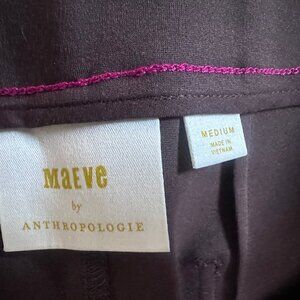 MAEVe
by
ANTHROPOLOGIE
MEDIUM
MADE IN
VIETNAM